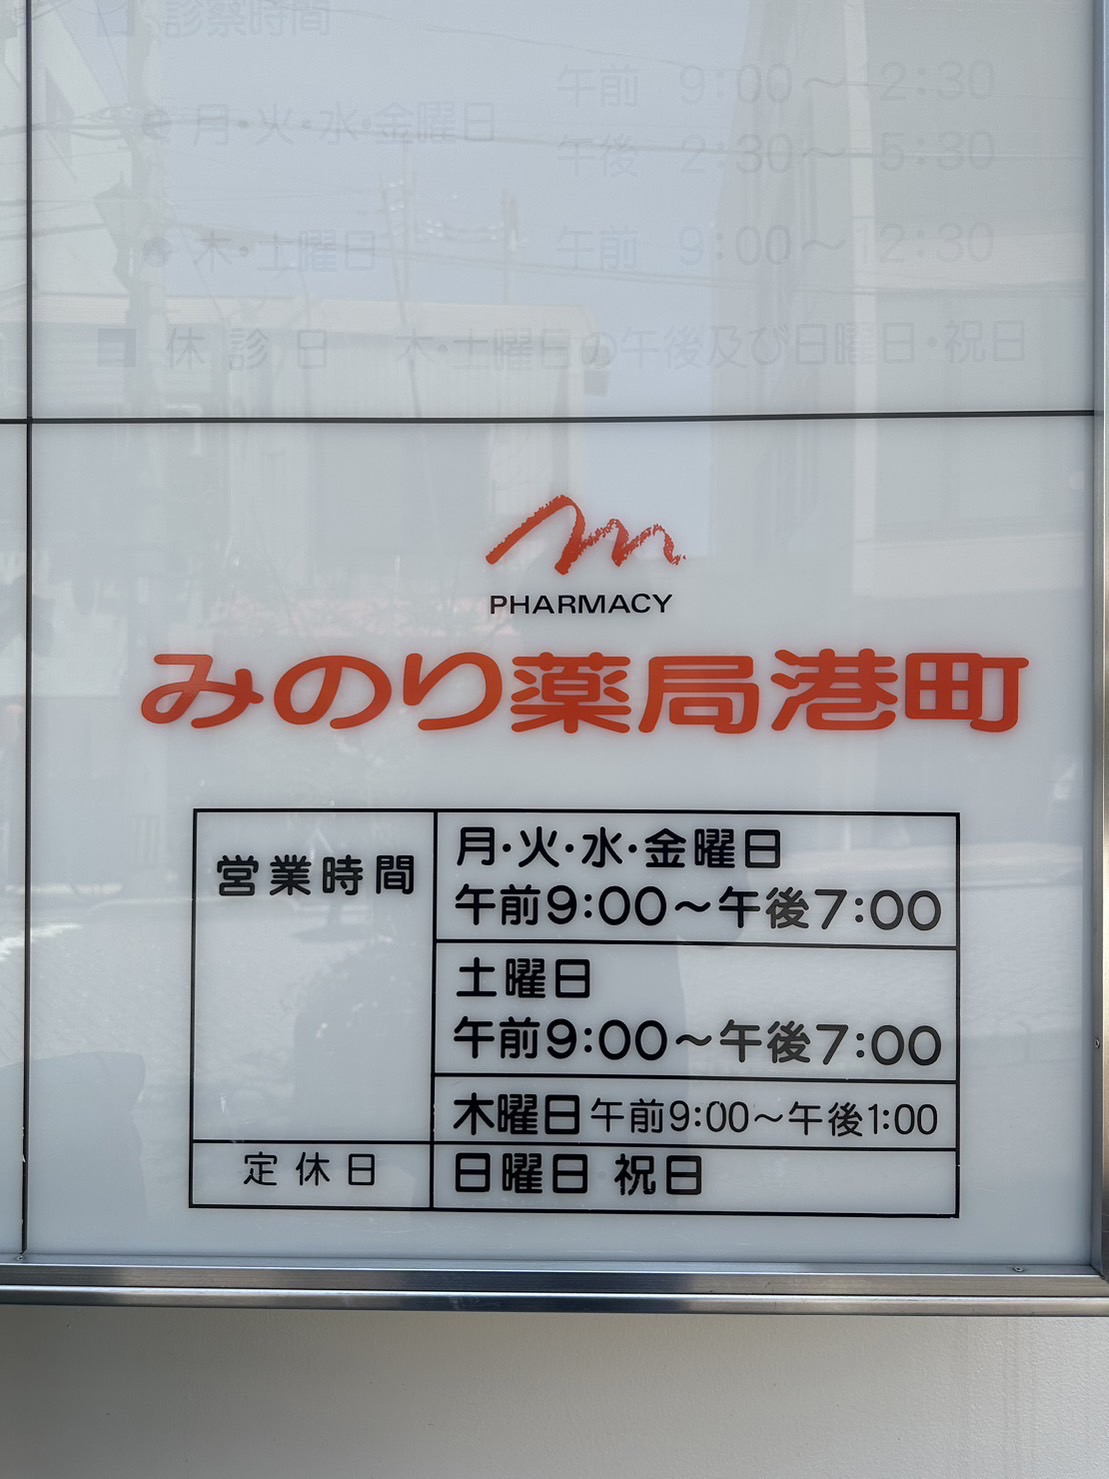 診察時間
月・火・水・金曜日 午前 9:00〜12:30
午後 2:30〜5:30
木・土曜日 午前 9:00〜12:30
休診日 木・土曜日の午後及び日曜日・祝日
m
PHARMACY
みのり薬局港町
営業時間
月・火・水・金曜日
午前9:00〜午後7:00
土曜日
午前9:00〜午後7:00
木曜日午前9:00〜午後1:00
定休日 日曜日 祝日